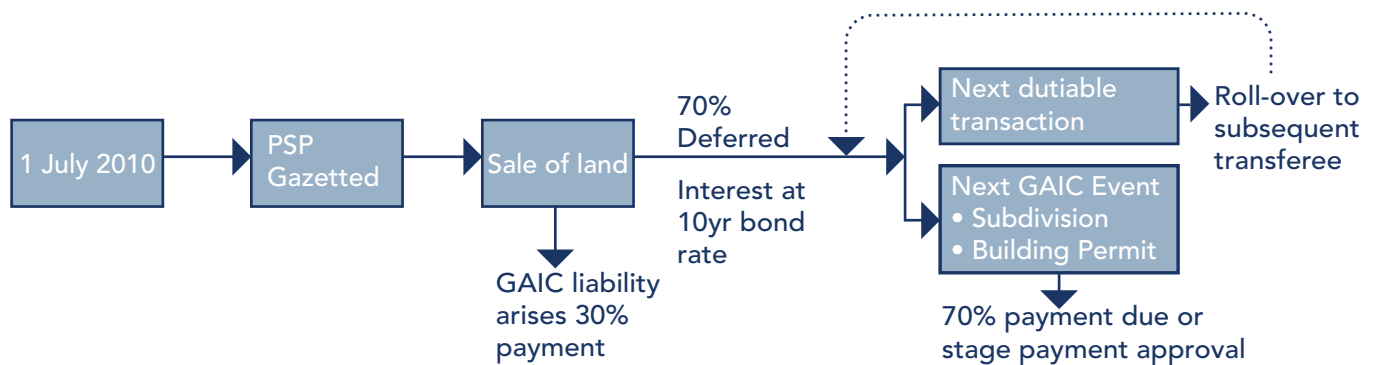 1 July 2010
PSP
Gazetted
Sale of land
GAIC liability
arises 30%
payment
70%
Deferred
Interest at
10yr bond
rate
Next dutiable
transaction
Roll-over to
subsequent
transferee
Next GAIC Event
• Subdivision
• Building Permit
70% payment due or
stage payment approval